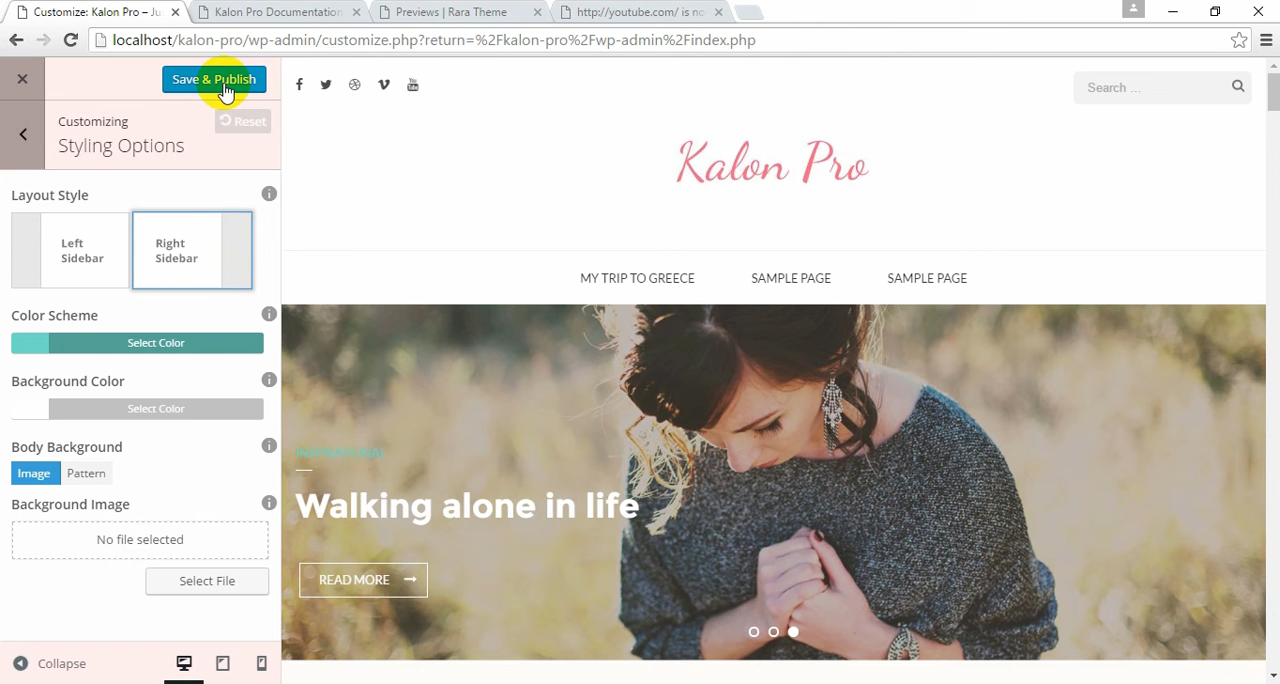 Customize: Kalon Pro – Ju
Kalon Pro Documentation
Previews | Rara Theme
http://youtube.com/ is no
localhost/kalon-pro/wp-admin/customize.php?return=%2Fkalon-pro%2Fwp-admin%2Findex.php
Save & Publish
Customizing
Reset
Styling Options
Layout Style
Left
Sidebar
Right
Sidebar
Color Scheme
Select Color
Background Color
Select Color
Body Background
Image
Pattern
Background Image
No file selected
Select File
Collapse
Search ...
Kalon Pro
MY TRIP TO GREECE
SAMPLE PAGE
SAMPLE PAGE
INSPIRATIONAL
Walking alone in life
READ MORE